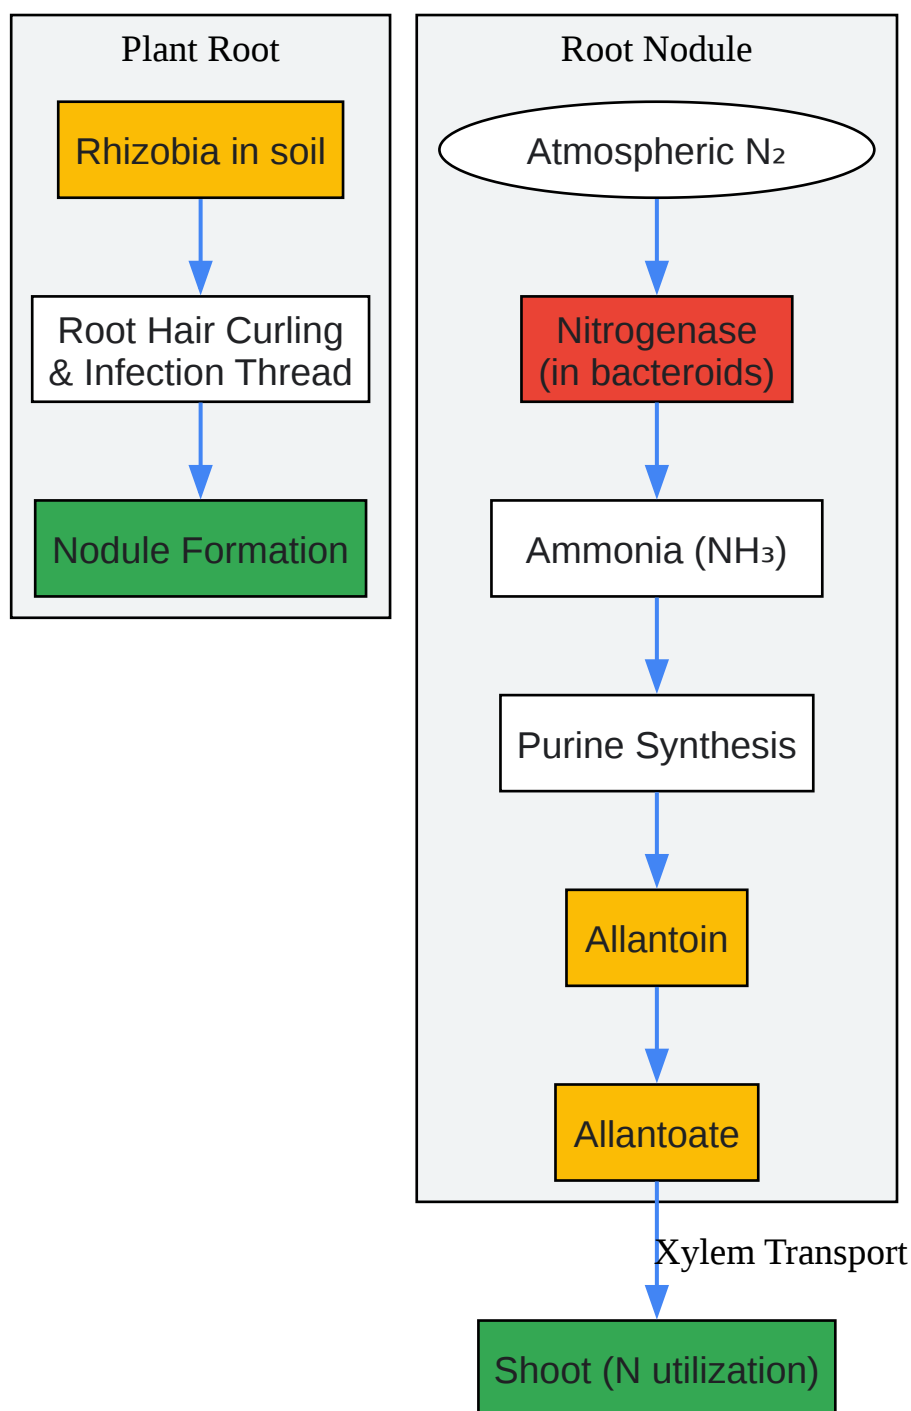 Plant Root
Rhizobia in soil
Root Hair Curling
& Infection Thread
Nodule Formation
Root Nodule
Atmospheric N₂
Nitrogenase
(in bacteroids)
Ammonia (NH₃)
Purine Synthesis
Allantoin
Allantoate
Xylem Transport
Shoot (N utilization)